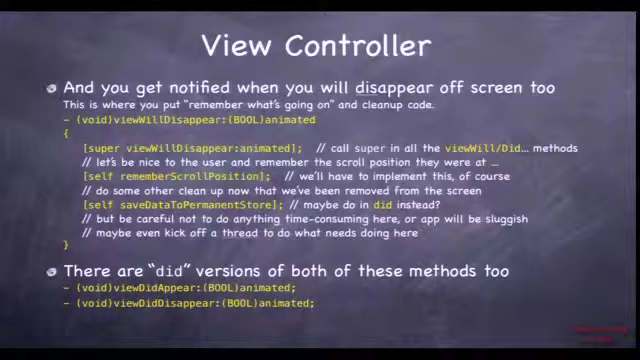 View Controller
And you get notified when you will disappear off screen too
This is where you put "remember what's going on" and cleanup code.
- (void)viewWillDisappear:(BOOL)animated
{
[super viewWillDisappear:animated]; // call super in all the viewWill/Did... methods
// let's be nice to the user and remember the scroll position they were at ...
[self rememberScrollPosition]; // we'll have to implement this, of course
// do some other clean up now that we've been removed from the screen
[self saveDataToPermanentStore]; // maybe do in did instead?
// but be careful not to do anything time-consuming here, or app will be sluggish
// maybe even kick off a thread to do what needs doing here
}
There are "did" versions of both of these methods too
- (void)viewDidAppear:(BOOL)animated;
- (void)viewDidDisappear:(BOOL)animated;